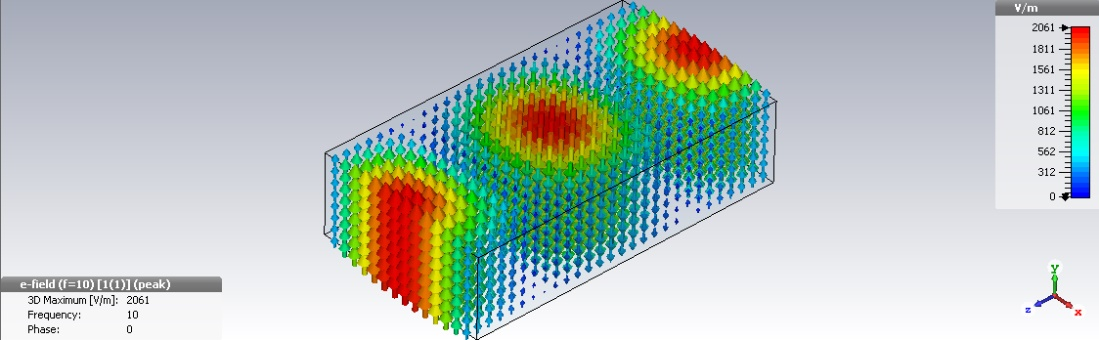 V/m
2061
1811
1561
1311
1061
812
562
312
0
e-field (f=10) [1(1)] (peak)
3D Maximum [V/m]: 2061
Frequency: 10
Phase: 0
y
z
x